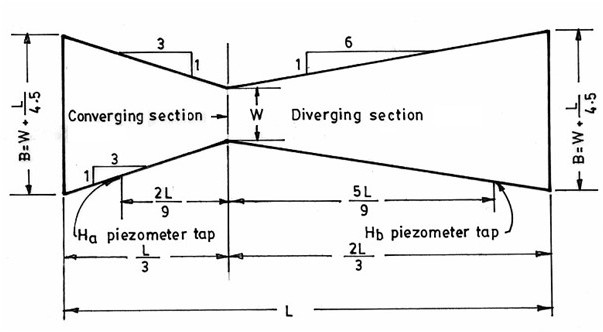 3
1
6
1
B = W + L/4.5
Converging section
W
Diverging section
B = W + L/4.5
3
1
2L/9
5L/9
Ha piezometer tap
Hb piezometer tap
L/3
2L/3
L